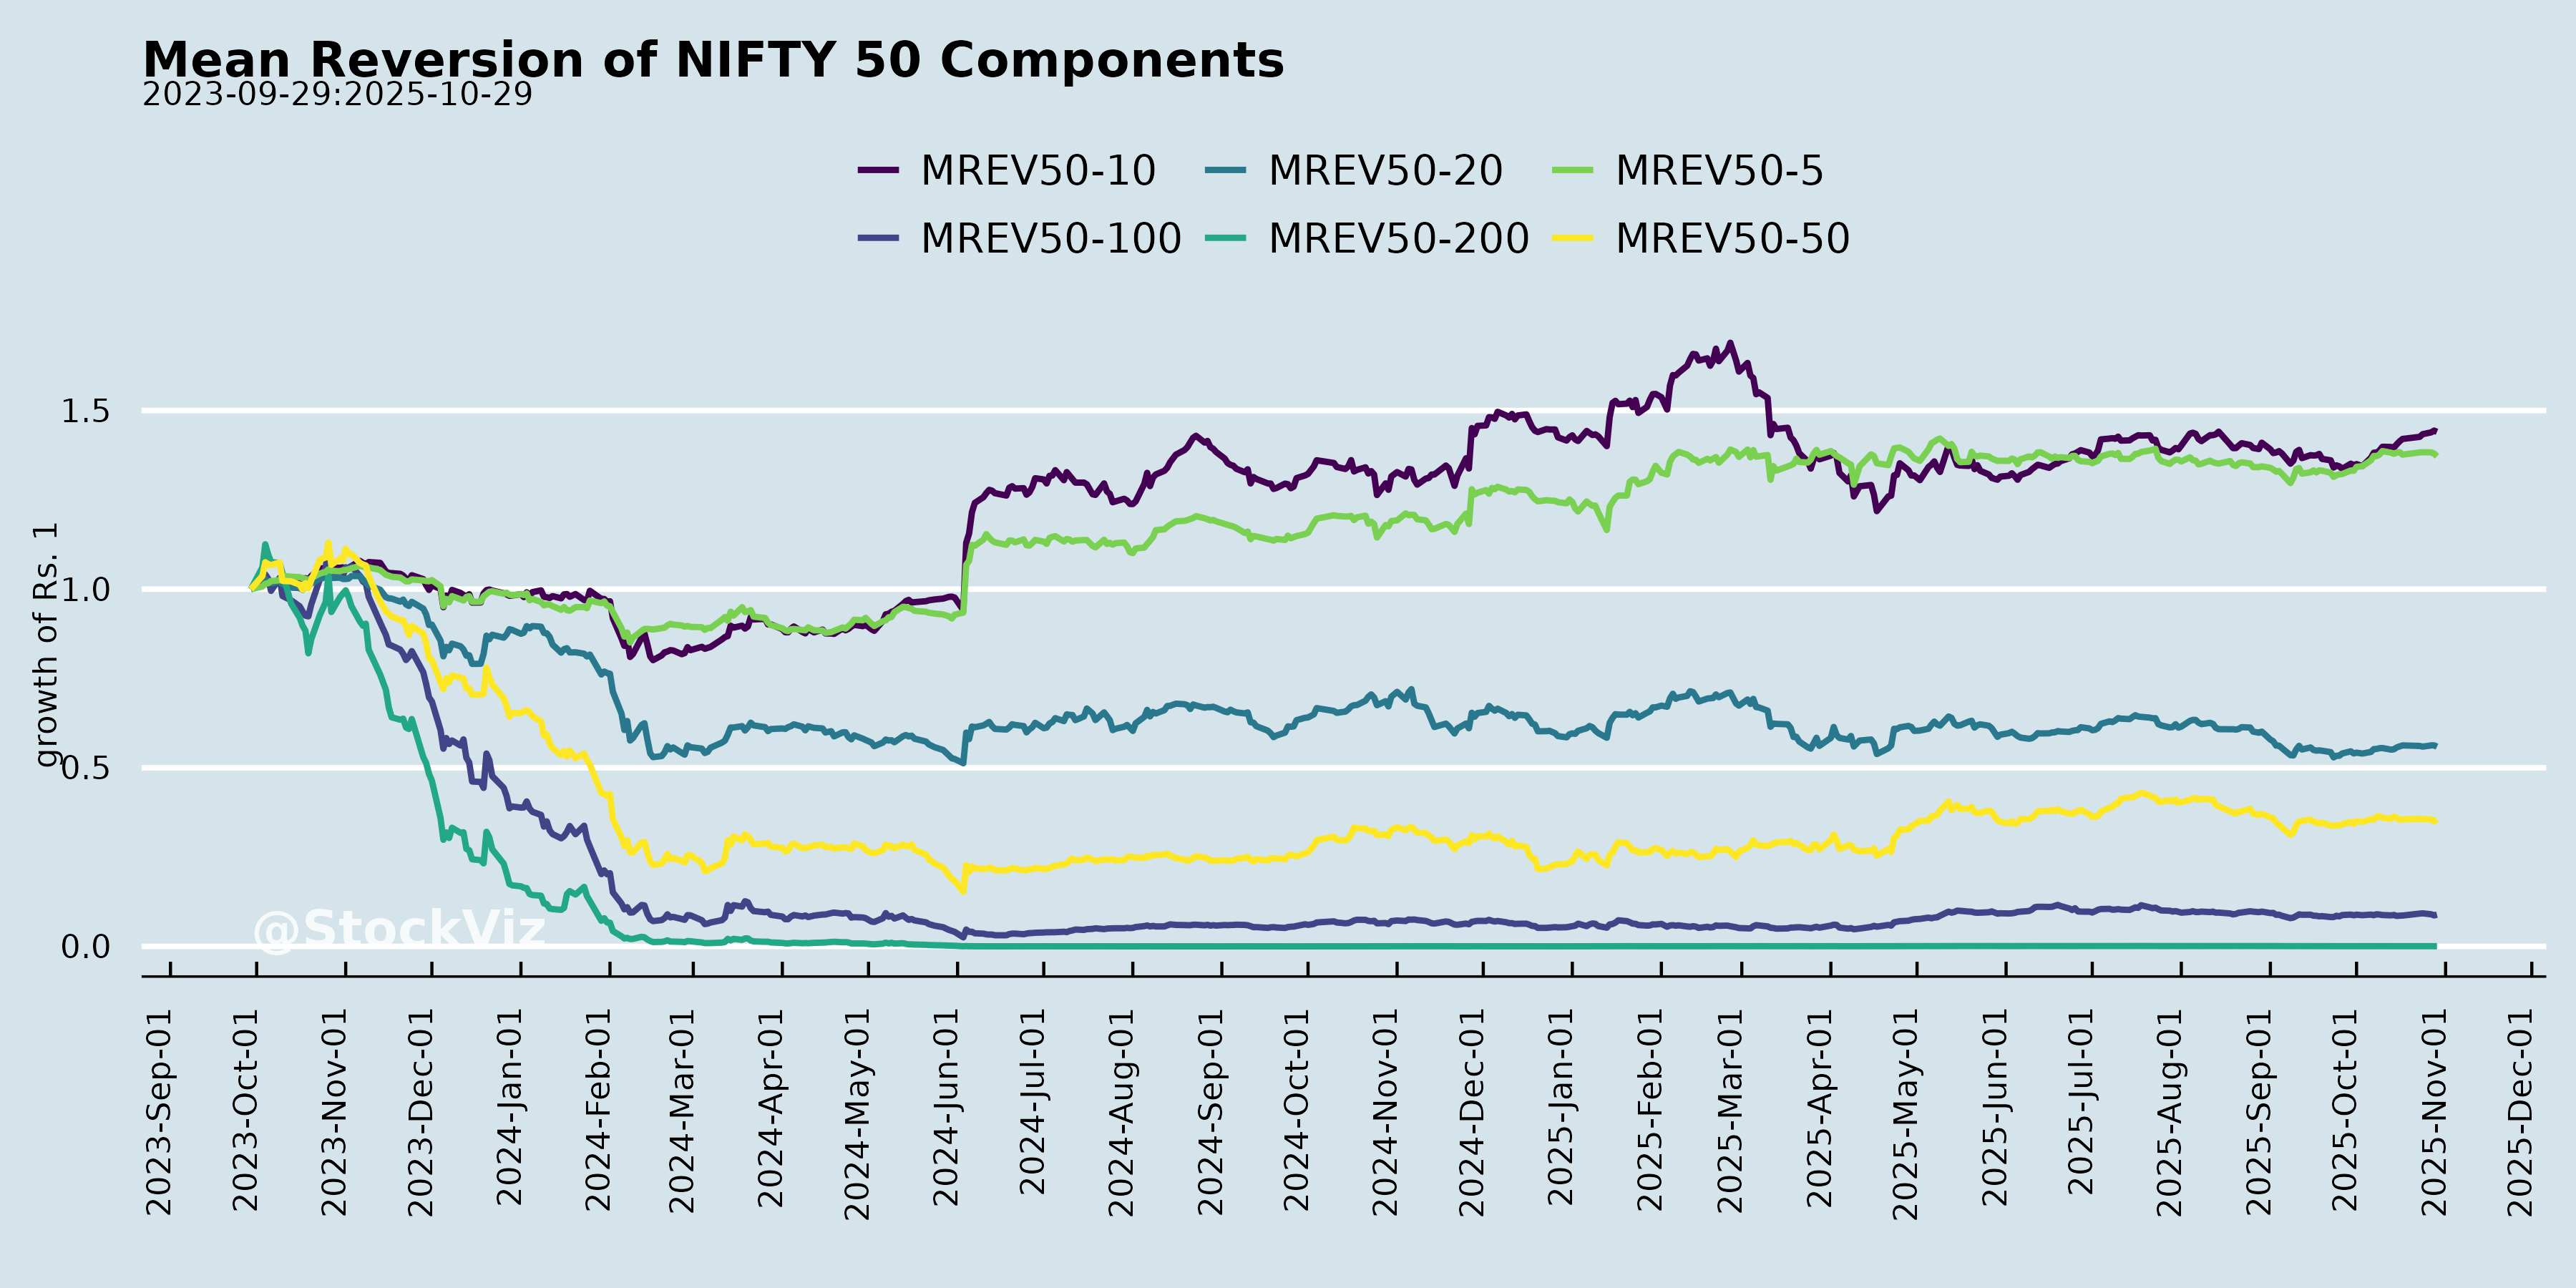 Mean Reversion of NIFTY 50 Components
2023-09-29:2025-10-29
MREV50-10 MREV50-20 MREV50-5
MREV50-100 MREV50-200 MREV50-50
growth of Rs. 1
1.5
1.0
0.5
0.0
@StockViz
2023-Sep-01
2023-Oct-01
2023-Nov-01
2023-Dec-01
2024-Jan-01
2024-Feb-01
2024-Mar-01
2024-Apr-01
2024-May-01
2024-Jun-01
2024-Jul-01
2024-Aug-01
2024-Sep-01
2024-Oct-01
2024-Nov-01
2024-Dec-01
2025-Jan-01
2025-Feb-01
2025-Mar-01
2025-Apr-01
2025-May-01
2025-Jun-01
2025-Jul-01
2025-Aug-01
2025-Sep-01
2025-Oct-01
2025-Nov-01
2025-Dec-01